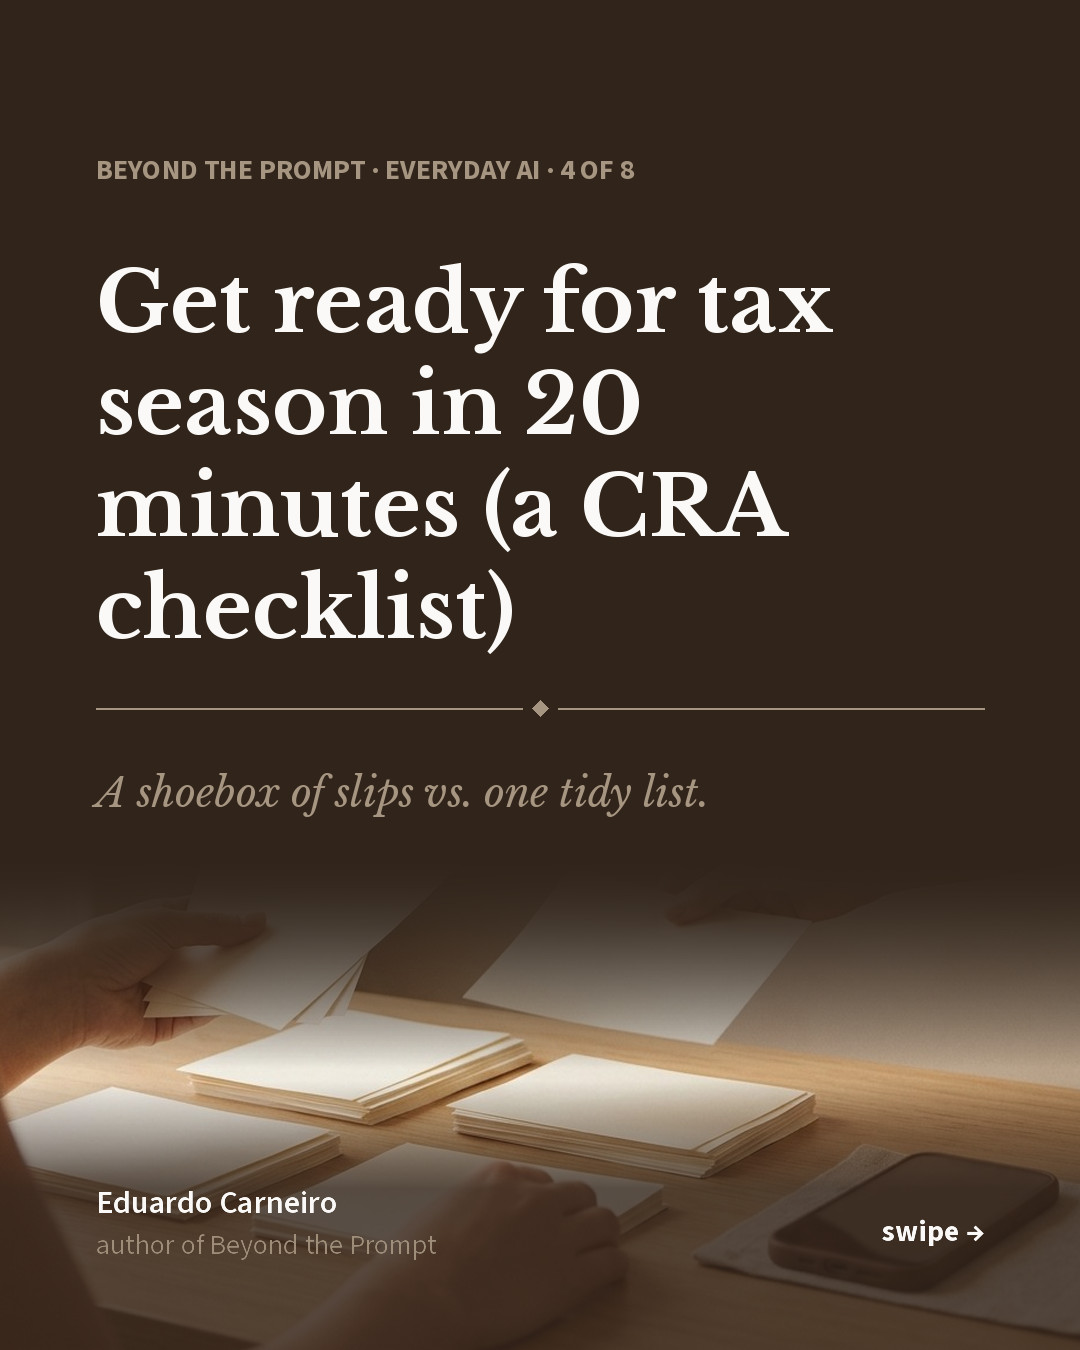 BEYOND THE PROMPT · EVERYDAY AI · 4 OF 8
Get ready for tax
season in 20
minutes (a CRA
checklist)
A shoebox of slips vs. one tidy list.
Eduardo Carneiro
author of Beyond the Prompt
swipe →